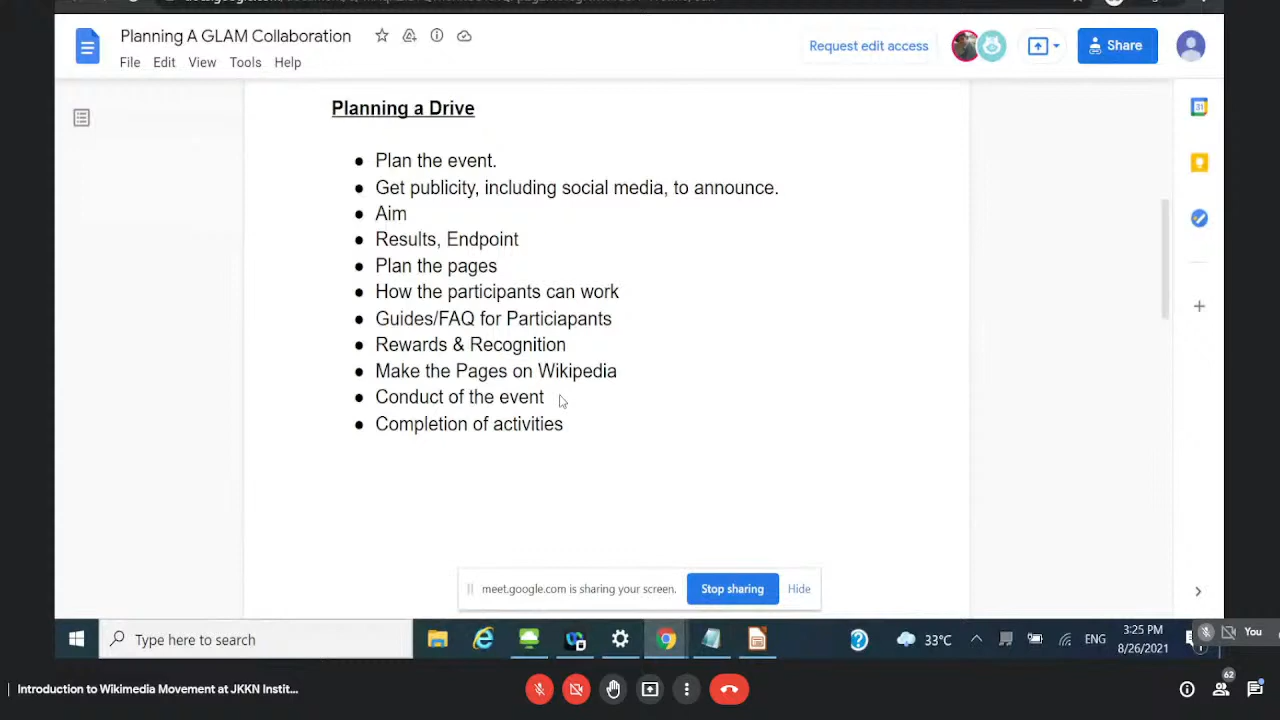 Planning A GLAM Collaboration
File Edit View Tools Help
Request edit access
Share
Planning a Drive
● Plan the event.
● Get publicity, including social media, to announce.
● Aim
● Results, Endpoint
● Plan the pages
● How the participants can work
● Guides/FAQ for Particiapants
● Rewards & Recognition
● Make the Pages on Wikipedia
● Conduct of the event
● Completion of activities
31
meet.google.com is sharing your screen.
Stop sharing
Hide
Type here to search
33°C
ENG
3:25 PM
8/26/2021
You
Introduction to Wikimedia Movement at JKKN Instit...
62